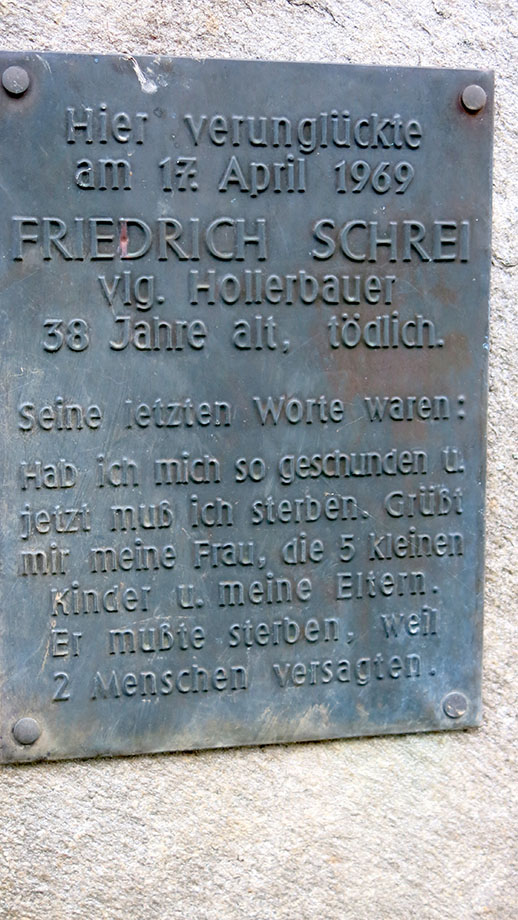 Hier verunglückte
am 17. April 1969
FRIEDRICH SCHREI
vlg. Hollerbauer
38 Jahre alt, tödlich.
Seine letzten Worte waren:
Hab ich mich so geschunden u.
jetzt muß ich sterben. Grüßt
mir meine Frau, die 5 kleinen
Kinder u. meine Eltern.
Er mußte sterben, weil
2 Menschen versagten.